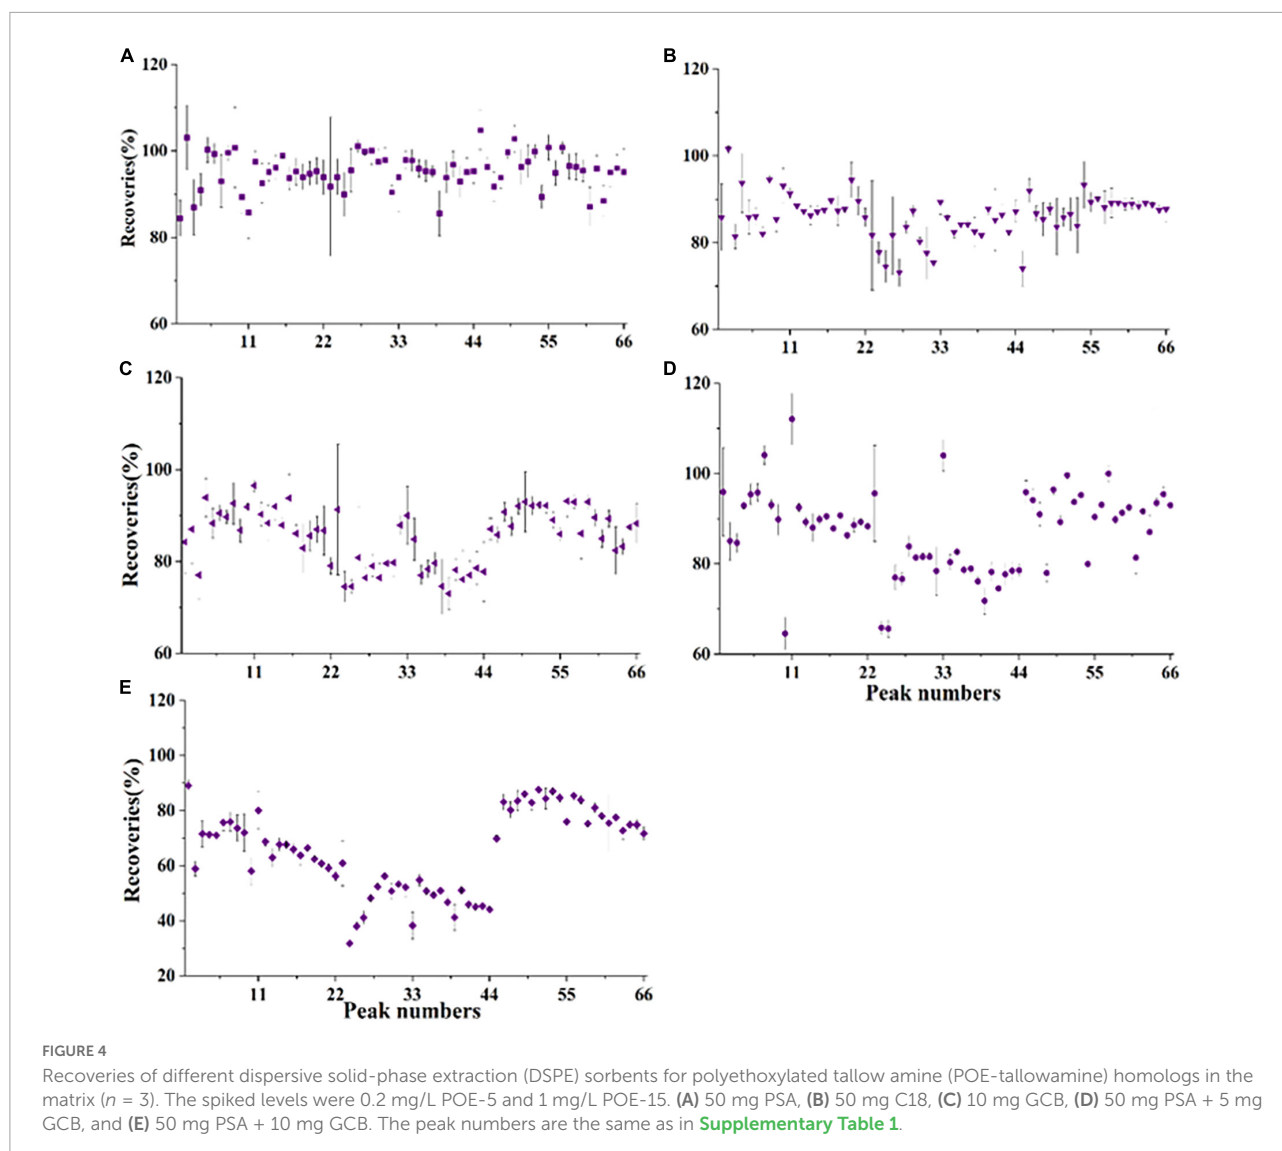 A
120
100
80
60
Recoveries(%)
11 22 33 44 55 66
B
120
100
80
60
11 22 33 44 55 66
C
120
100
80
60
Recoveries(%)
11 22 33 44 55 66
D
120
100
80
60
11 22 33 44 55 66
Peak numbers
E
120
100
80
60
40
20
Recoveries(%)
11 22 33 44 55 66
Peak numbers
FIGURE 4
Recoveries of different dispersive solid-phase extraction (DSPE) sorbents for polyethoxylated tallow amine (POE-tallowamine) homologs in the
matrix (n = 3). The spiked levels were 0.2 mg/L POE-5 and 1 mg/L POE-15. (A) 50 mg PSA, (B) 50 mg C18, (C) 10 mg GCB, (D) 50 mg PSA + 5 mg
GCB, and (E) 50 mg PSA + 10 mg GCB. The peak numbers are the same as in Supplementary Table 1.